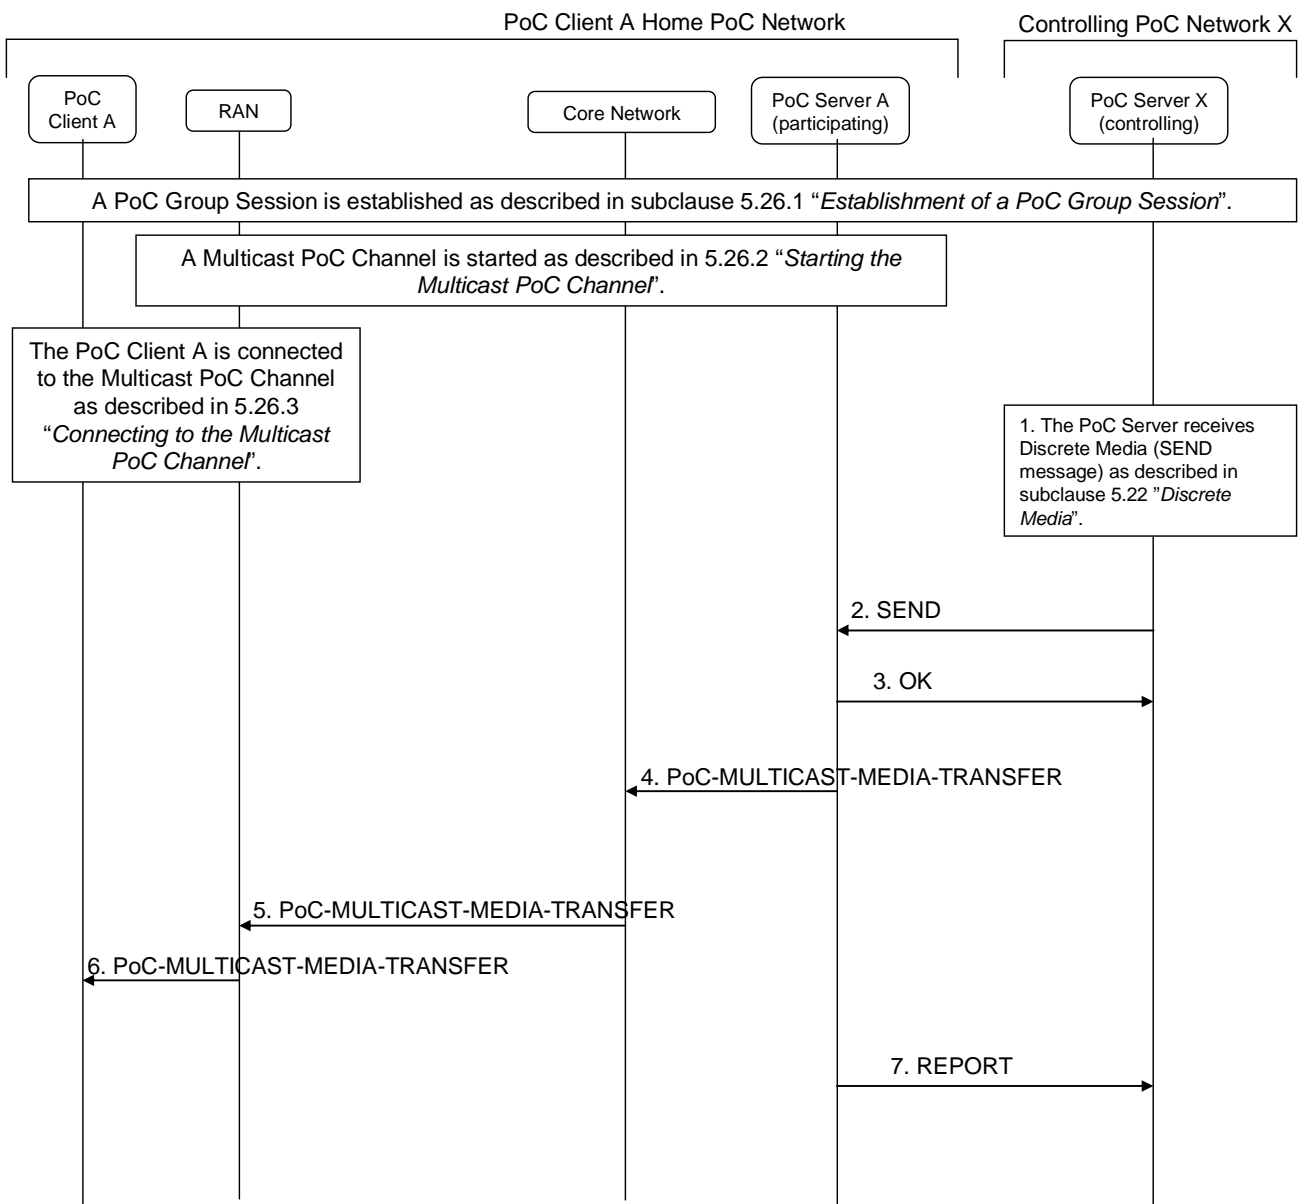 PoC Client A Home PoC Network
Controlling PoC Network X
PoC
Client A
RAN
Core Network
PoC Server A
(participating)
PoC Server X
(controlling)
A PoC Group Session is established as described in subclause 5.26.1 “Establishment of a PoC Group Session”.
A Multicast PoC Channel is started as described in 5.26.2 “Starting the
Multicast PoC Channel”.
The PoC Client A is connected
to the Multicast PoC Channel
as described in 5.26.3
“Connecting to the Multicast
PoC Channel”.
1. The PoC Server receives
Discrete Media (SEND
message) as described in
subclause 5.22 ”Discrete
Media”.
2. SEND
3. OK
4. PoC-MULTICAST-MEDIA-TRANSFER
5. PoC-MULTICAST-MEDIA-TRANSFER
6. PoC-MULTICAST-MEDIA-TRANSFER
7. REPORT